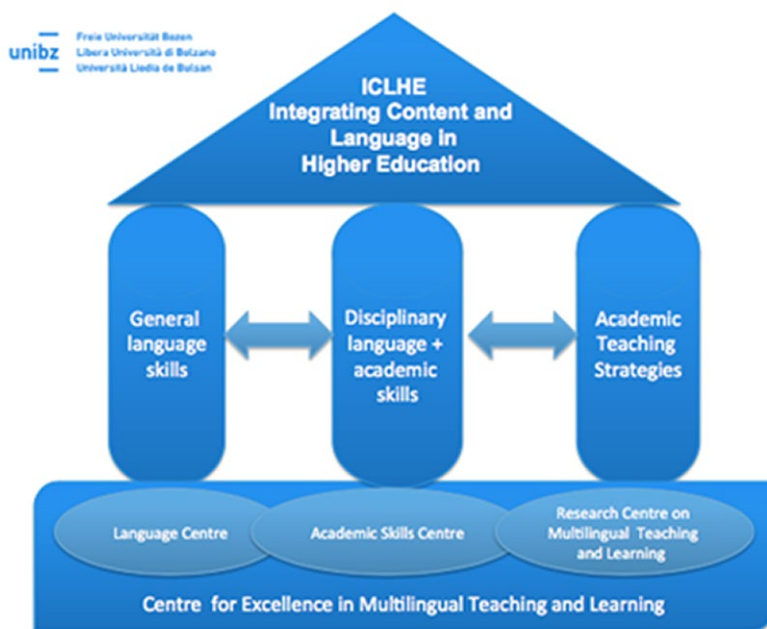 unibz
Freie Universität Bozen
Libera Università di Bolzano
Università Liedia de Bulsan
ICLHE
Integrating Content and
Language in
Higher Education
General
language
skills
Disciplinary
language +
academic
skills
Academic
Teaching
Strategies
Language Centre
Academic Skills Centre
Research Centre on
Multilingual Teaching
and Learning
Centre for Excellence in Multilingual Teaching and Learning